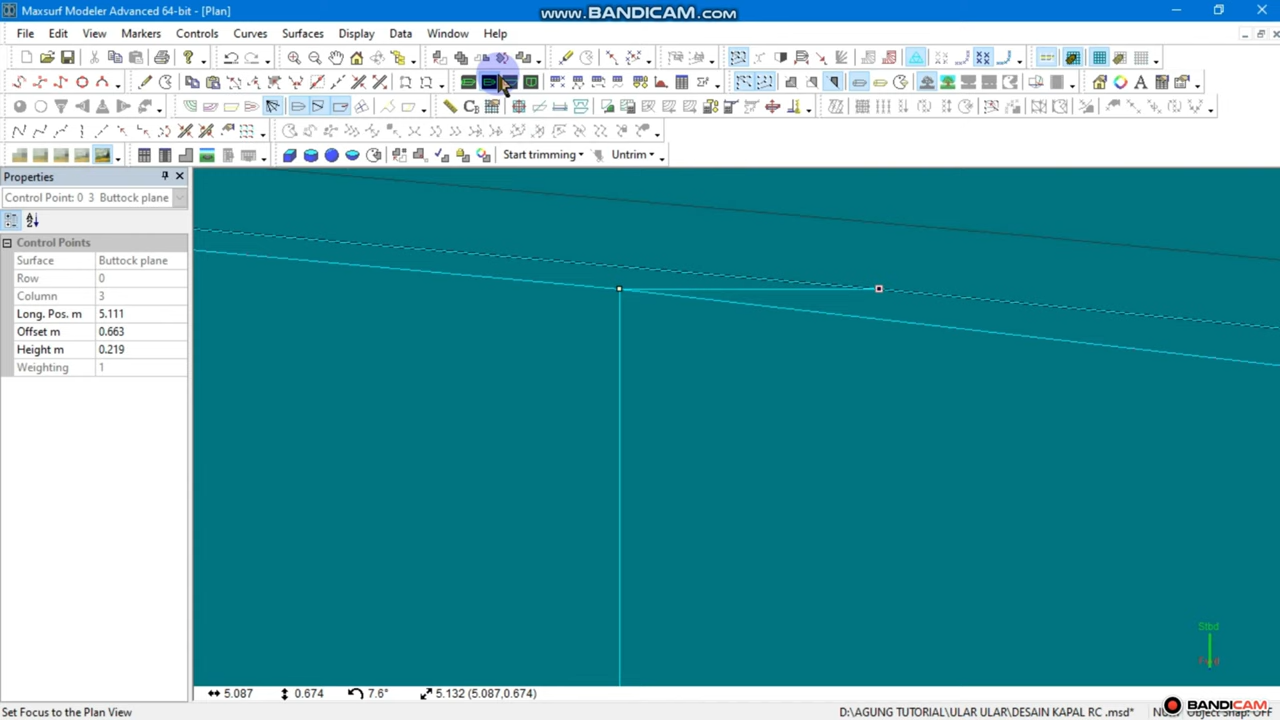 Maxsurf Modeler Advanced 64-bit - [Plan]
www.BANDICAM.com
File Edit View Markers Controls Curves Surfaces Display Data Window Help
Start trimming Untrim
Properties
Control Point: 0 3 Buttock plane
Control Points
Surface Buttock plane
Row 0
Column 3
Long. Pos. m 5.111
Offset m 0.663
Height m 0.219
Weighting 1
Stbd
5.087 0.674 7.6° 5.132 (5.087,0.674)
Set Focus to the Plan View D:\AGUNG TUTORIAL\ULAR ULAR\DESAIN KAPAL RC .msd* Object Snap: OFF
BANDICAM